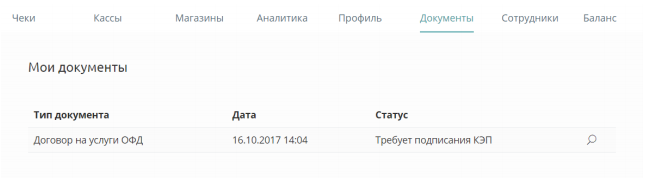 Чеки Кассы Магазины Аналитика Профиль Документы Сотрудники Баланс
Мои документы
Тип документа Дата Статус
Договор на услуги ОФД 16.10.2017 14:04 Требует подписания КЭП